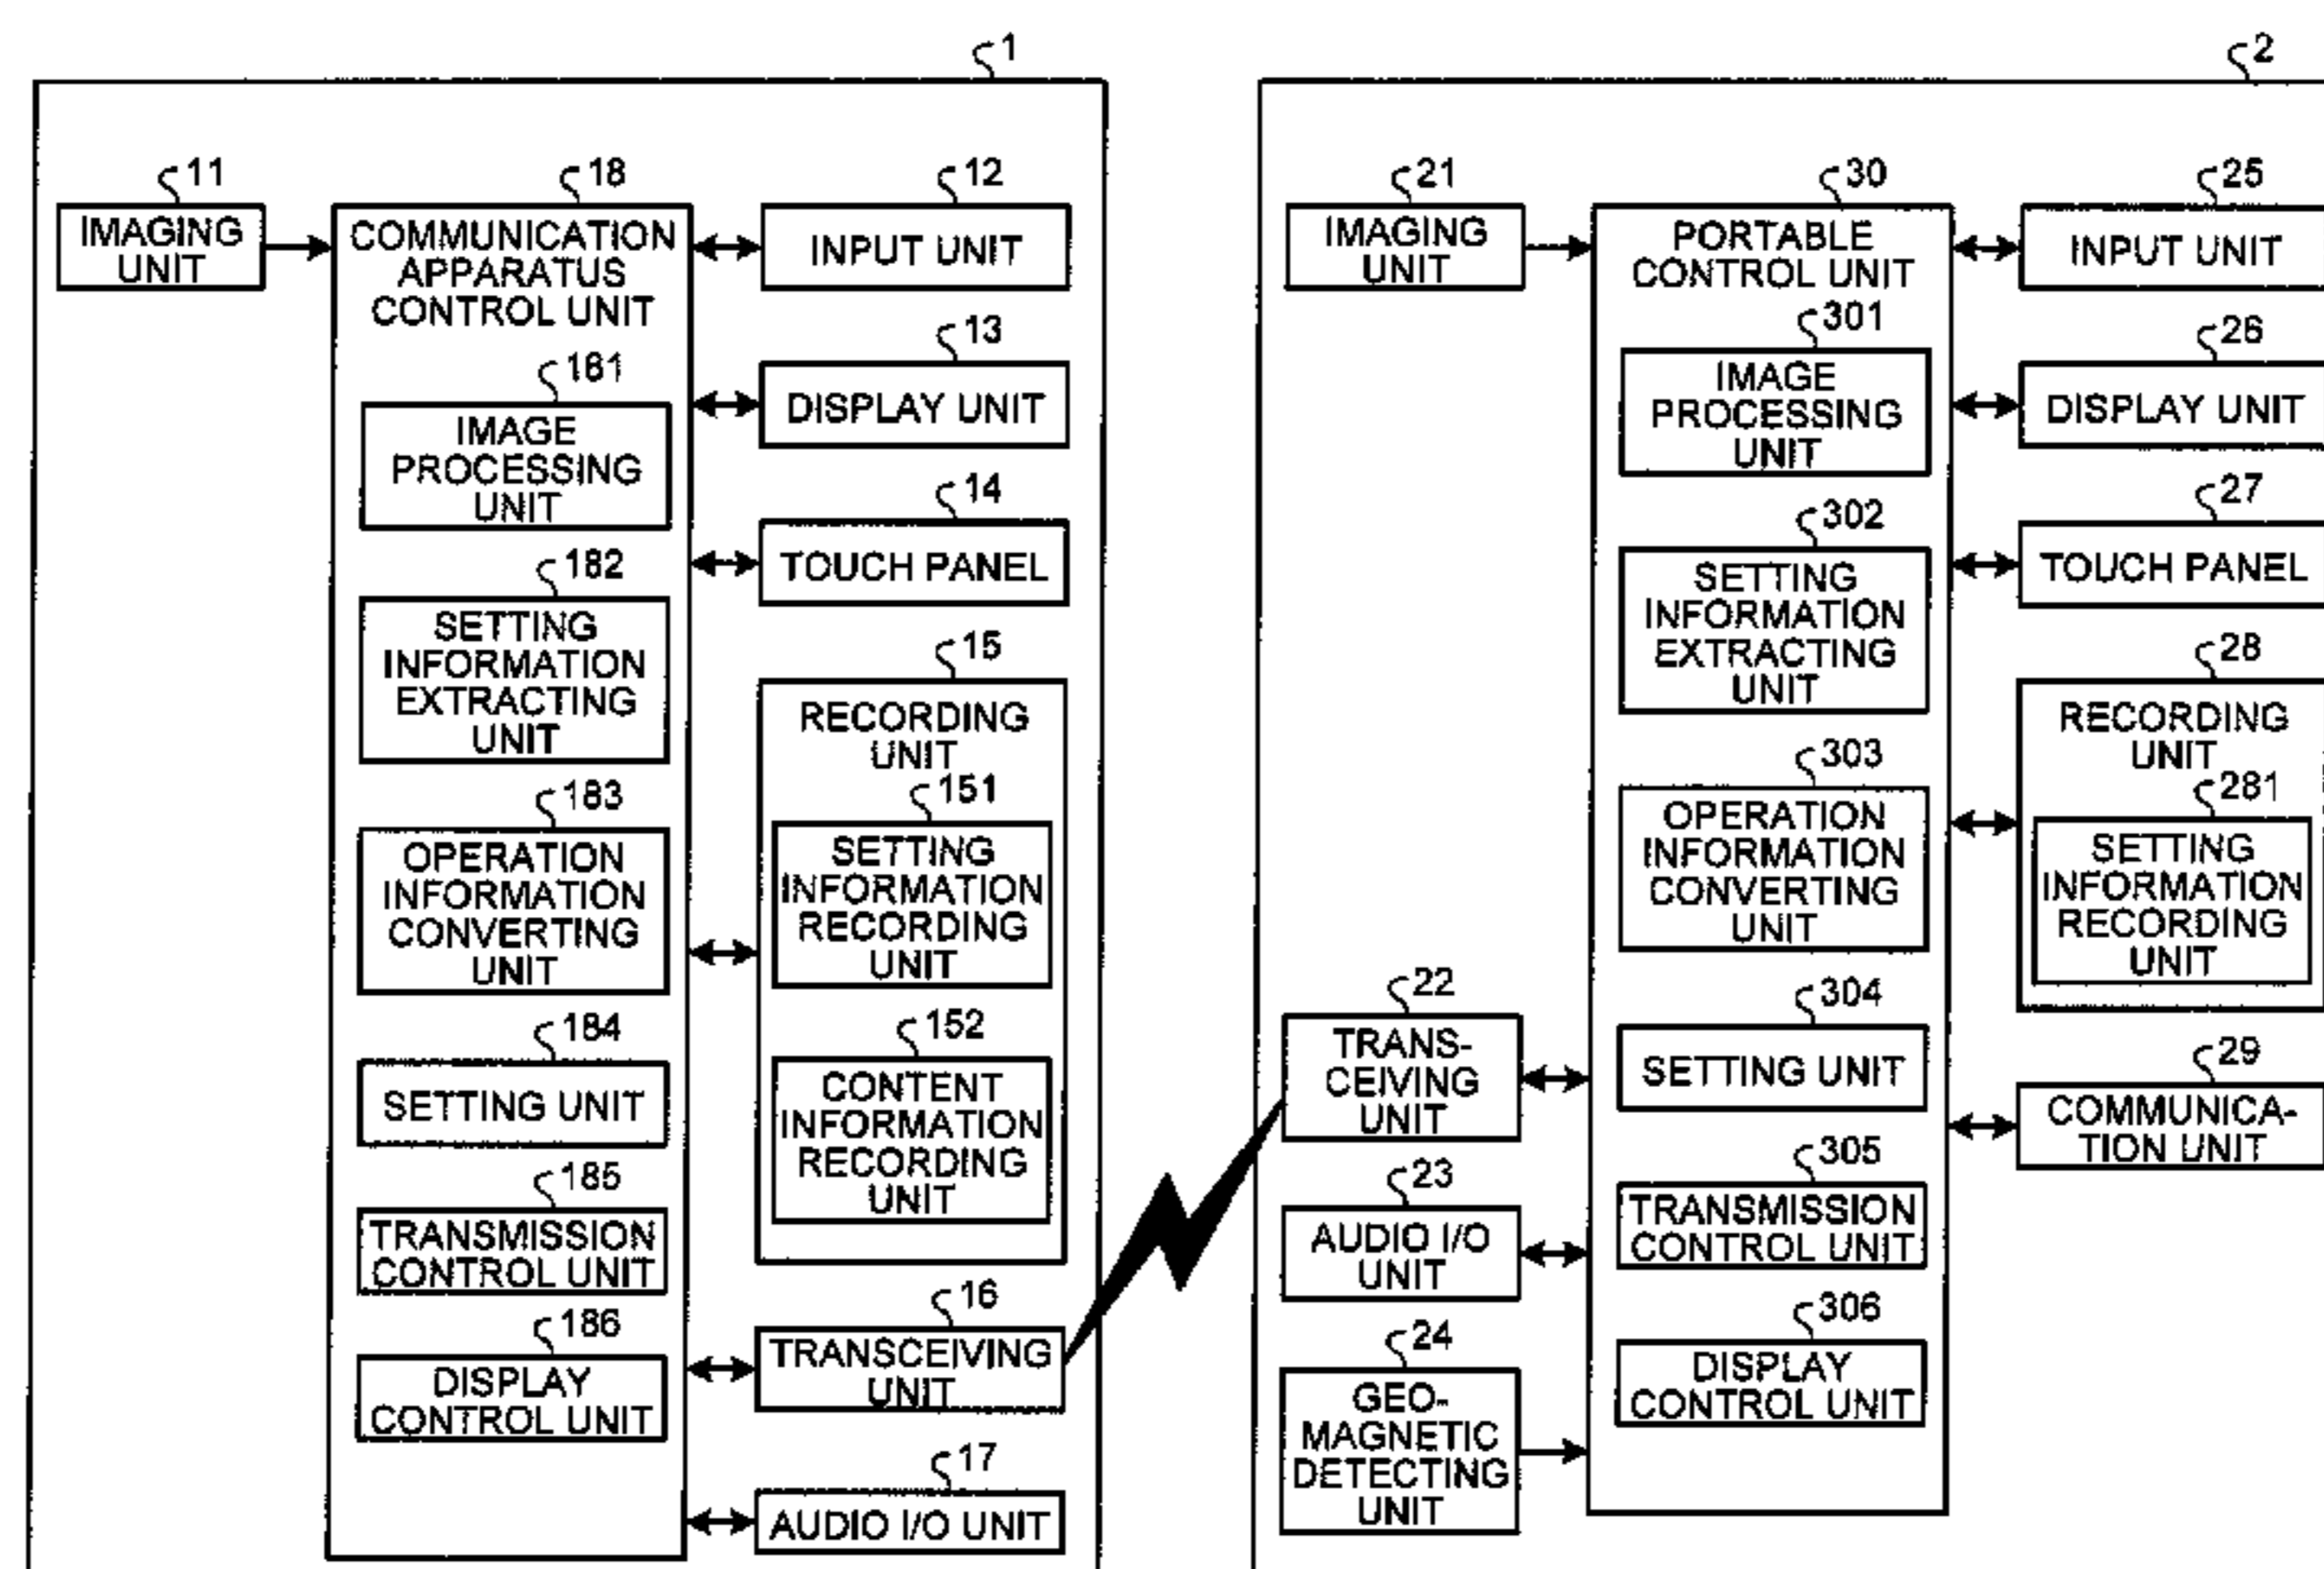 1
11
IMAGING
UNIT
18
COMMUNICATION
APPARATUS
CONTROL UNIT
181
IMAGE
PROCESSING
UNIT
182
SETTING
INFORMATION
EXTRACTING
UNIT
183
OPERATION
INFORMATION
CONVERTING
UNIT
184
SETTING UNIT
185
TRANSMISSION
CONTROL UNIT
186
DISPLAY
CONTROL UNIT
12
INPUT UNIT
13
DISPLAY UNIT
14
TOUCH PANEL
15
RECORDING
UNIT
151
SETTING
INFORMATION
RECORDING
UNIT
152
CONTENT
INFORMATION
RECORDING
UNIT
16
TRANSCEIVING
UNIT
17
AUDIO I/O UNIT
2
21
IMAGING
UNIT
22
TRANS-
CEIVING
UNIT
23
AUDIO I/O
UNIT
24
GEO-
MAGNETIC
DETECTING
UNIT
30
PORTABLE
CONTROL UNIT
301
IMAGE
PROCESSING
UNIT
302
SETTING
INFORMATION
EXTRACTING
UNIT
303
OPERATION
INFORMATION
CONVERTING
UNIT
304
SETTING UNIT
305
TRANSMISSION
CONTROL UNIT
306
DISPLAY
CONTROL UNIT
25
INPUT UNIT
26
DISPLAY UNIT
27
TOUCH PANEL
28
RECORDING
UNIT
281
SETTING
INFORMATION
RECORDING
UNIT
29
COMMUNICA-
TION UNIT